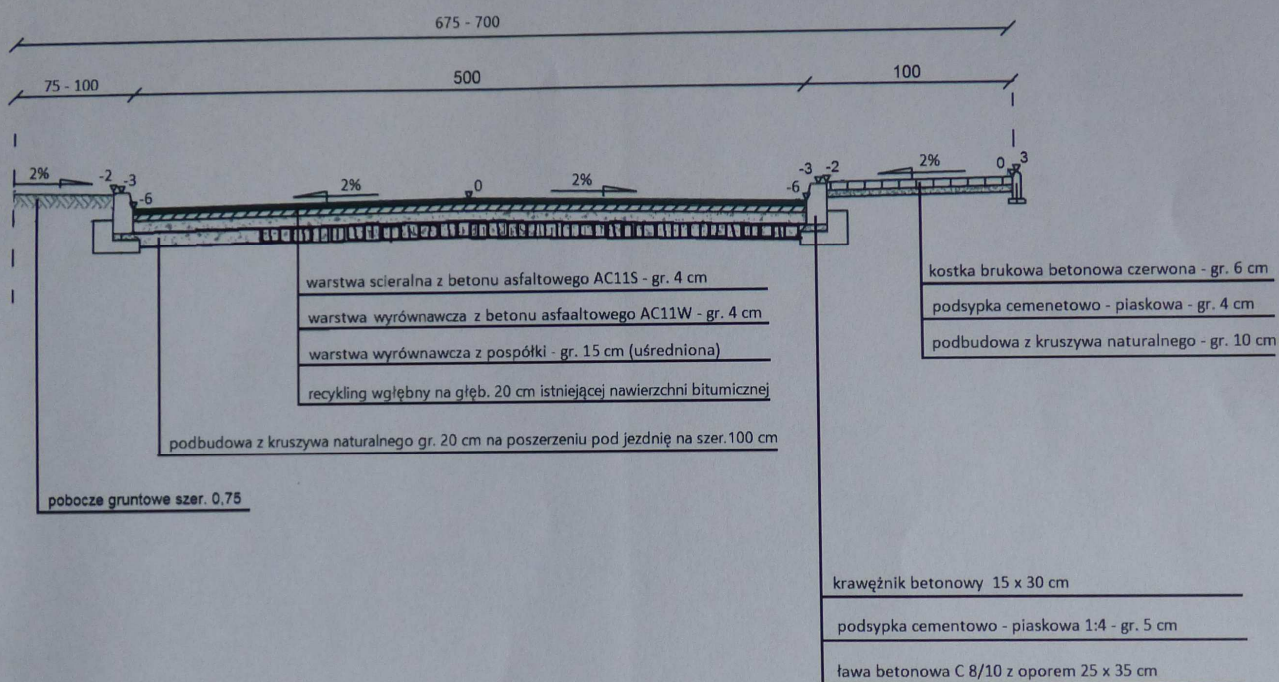 675 - 700
75 - 100
500
100
2%
-2
-3
-6
2%
0
2%
-3
-2
-6
2%
0
3
warstwa scieralna z betonu asfaltowego AC11S - gr. 4 cm
warstwa wyrównawcza z betonu asfaaltowego AC11W - gr. 4 cm
warstwa wyrównawcza z pospółki - gr. 15 cm (uśredniona)
recykling wgłębny na głęb. 20 cm istniejącej nawierzchni bitumicznej
podbudowa z kruszywa naturalnego gr. 20 cm na poszerzeniu pod jezdnię na szer.100 cm
pobocze gruntowe szer. 0,75
kostka brukowa betonowa czerwona - gr. 6 cm
podsypka cemenetowo - piaskowa - gr. 4 cm
podbudowa z kruszywa naturalnego - gr. 10 cm
krawężnik betonowy 15 x 30 cm
podsypka cementowo - piaskowa 1:4 - gr. 5 cm
ława betonowa C 8/10 z oporem 25 x 35 cm